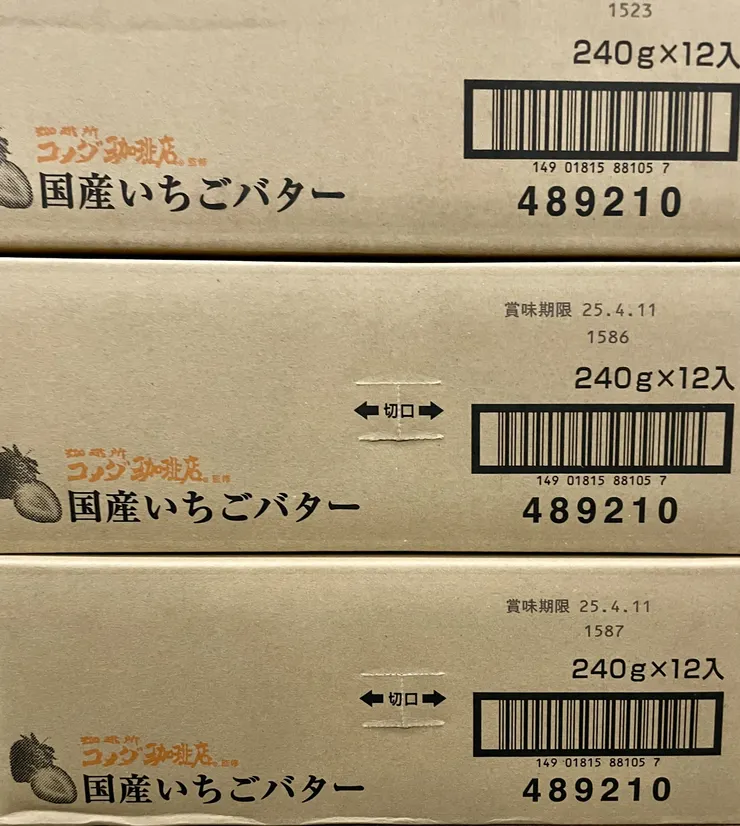 1523
240g×12入
珈琲所
コメダ珈琲店®監修
国産いちごバター
149 01815 88105 7
489210
賞味期限 25.4.11
1586
240g×12入
切口
珈琲所
コメダ珈琲店®監修
国産いちごバター
149 01815 88105 7
489210
賞味期限 25.4.11
1587
240g×12入
切口
珈琲所
コメダ珈琲店®監修
国産いちごバター
149 01815 88105 7
489210